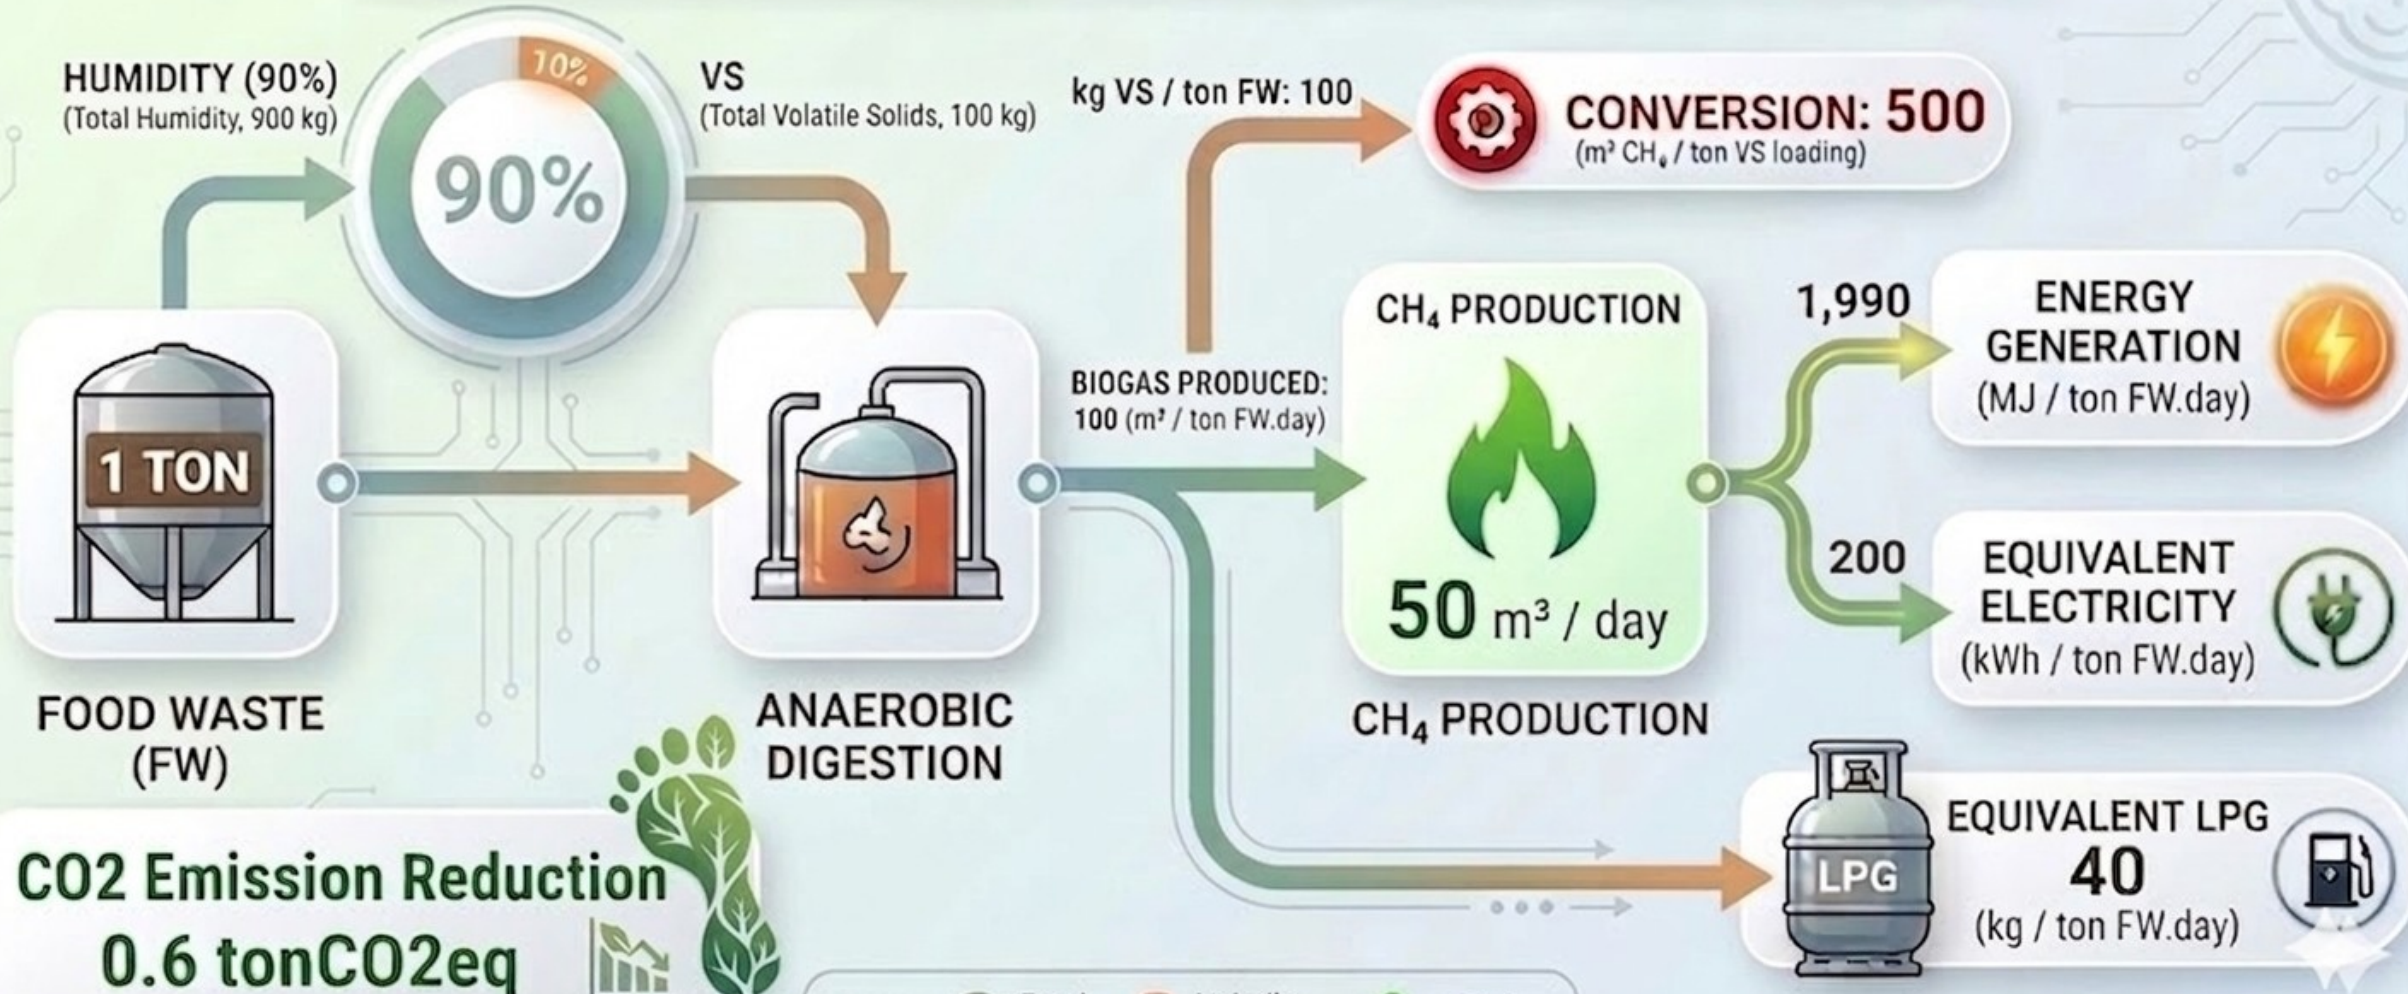 HUMIDITY (90%)
(Total Humidity, 900 kg)
10%
90%
VS
(Total Volatile Solids, 100 kg)
kg VS / ton FW: 100
CONVERSION: 500
(m³ CH₄ / ton VS loading)
1 TON
FOOD WASTE
(FW)
ANAEROBIC
DIGESTION
BIOGAS PRODUCED:
100 (m³ / ton FW.day)
CH₄ PRODUCTION
50 m³ / day
CH₄ PRODUCTION
1,990
ENERGY
GENERATION
(MJ / ton FW.day)
200
EQUIVALENT
ELECTRICITY
(kWh / ton FW.day)
LPG
EQUIVALENT LPG
40
(kg / ton FW.day)
CO2 Emission Reduction
0.6 tonCO2eq